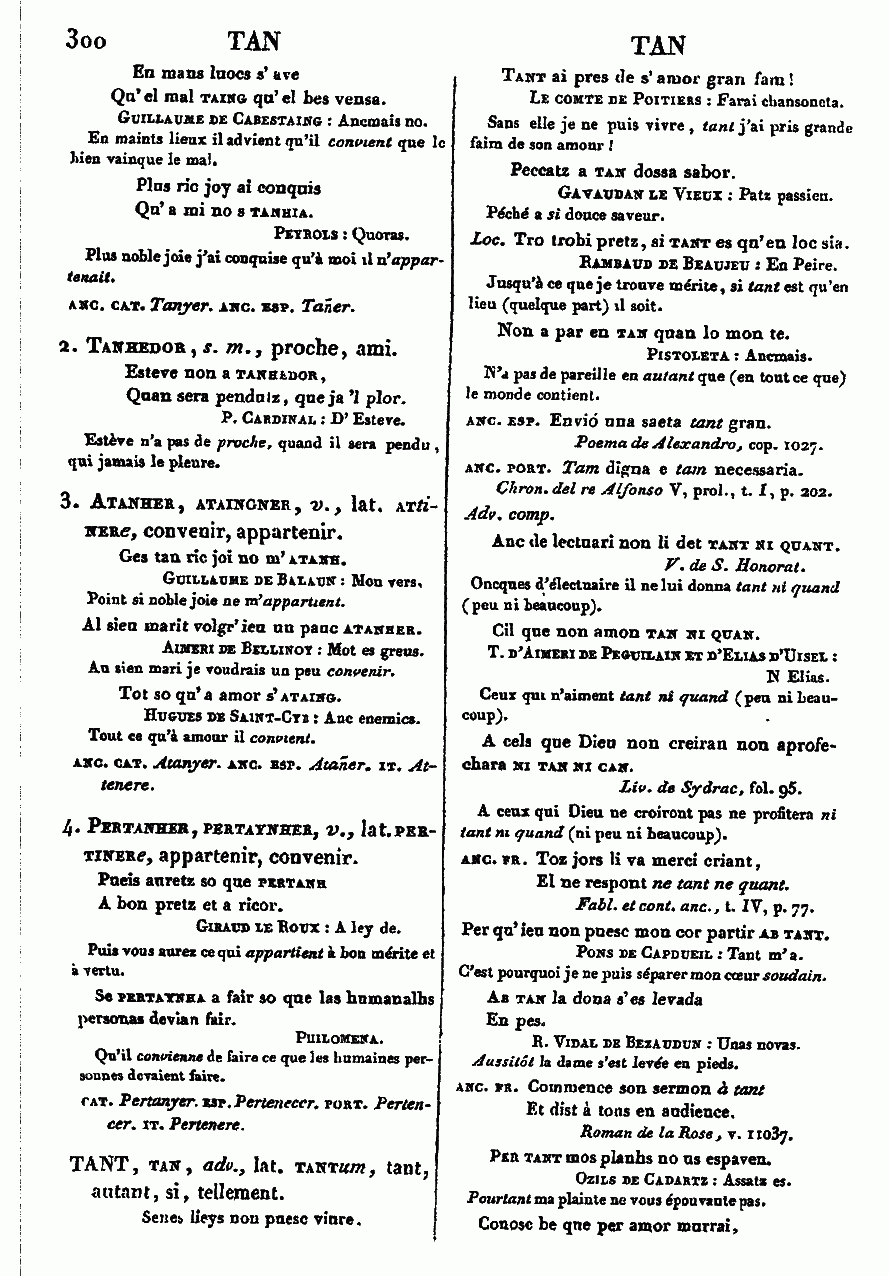 300 TAN
En mans luocs s' ave
Qu' el mal TAING qu' el bes vensa.
GUILLAUME DE CABESTAING : Ancmais no.
En maints lieux il advient qu'il convient que le
bien vainque le mal.
Plus ric joy ai conquis
Qu' a mi no s TANHIA.
PEYROLS : Quoras.
Plus noble joie j'ai conquise qu'à moi il n'appar-
tenait.
ANC. CAT. Tanyer. ANC. ESP. Tañer.
2. TANHEDOR, s. m., proche, ami.
Esteve non a TANHEDOR,
Quan sera pendutz, que ja 'l plor.
P. CARDINAL : D' Esteve.
Estève n'a pas de proche, quand il sera pendu,
qui jamais le pleure.
3. ATANHER, ATAINGNER, v., lat. ATti-
NERe, convenir, appartenir.
Ges tan ric joi no m' ATANH.
GUILLAUME DE BALAUN : Mon vers.
Point si noble joie ne m'appartient.
Al sieu marit volgr' ieu un pauc ATANHER.
AIMERI DE BELLINOY : Mot es greus.
Au sien mari je voudrais un peu convenir.
Tot so qu' a amor s' ATAING.
HUGUES DE SAINT-CYR : Anc enemics.
Tout ce qu'à amour il convient.
ANC. CAT. Atanyer. ANC. ESP. Atañer. IT. At-
tenere.
4. PERTANHER, PERTAYNHER, v., lat. PER-
TINERe, appartenir, convenir.
Pueis auretz so que PERTANH
A bon pretz et a ricor.
GIRAUD LE ROUX : A ley de.
Puis vous aurez ce qui appartient à bon mérite et
à vertu.
Se PERTAYNHA a fair so que las humanalhs
personas devian fair.
PHILOMENA.
Qu'il convienne de faire ce que les humaines per-
sonnes devaient faire.
CAT. Pertanyer. ESP. Pertenecer. PORT. Perten-
cer. IT. Pertenere.
TANT, TAN, adv., lat. TANTum, tant,
autant, si, tellement.
Senes lieys non puesc viure.
TAN
TANT ai pres de s' amor gran fam!
LE COMTE DE POITIERS : Farai chansoneta.
Sans elle je ne puis vivre, tant j'ai pris grande
faim de son amour!
Peccatz a TAN dossa sabor.
GAVAUDAN LE VIEUX : Patz passien.
Péché a si douce saveur.
Loc. Tro trobi pretz, si TANT es qu'en loc sia.
RAMBAUD DE BEAUJEU : En Peire.
Jusqu'à ce que je trouve mérite, si tant est qu'en
lieu (quelque part) il soit.
Non a par en TAN quan lo mon te.
PISTOLETA : Ancmais.
N'a pas de pareille en autant que (en tout ce que)
le monde contient.
ANC. ESP. Envió una saeta tant gran.
Poema de Alexandro, cop. 1027.
ANC. PORT. Tam digna e tam necessaria.
Chron. del re Alfonso V, prol., t. I, p. 202.
Adv. comp.
Anc de lectuari non li det TANT NI QUANT.
V. de S. Honorat.
Oncques d'électuaire il ne lui donna tant ni quand
(peu ni beaucoup).
Cil que non amon TAN NI QUAN.
T. D'AIMERI DE PEGUILAIN ET D'ELIAS D'UISEL :
N Elias.
Ceux qui n'aiment tant ni quand (peu ni beau-
coup).
A cels que Dieu non creiran non aprofe-
chara NI TAN NI CAN.
Liv. de Sydrac, fol. 95.
A ceux qui Dieu ne croiront pas ne profitera ni
tant ni quand (ni peu ni beaucoup).
ANC. FR. Toz jors li va merci criant,
El ne respont ne tant ne quant.
Fabl. et cont. anc., t. IV, p. 77.
Per qu' ieu non puesc mon cor partir AB TANT.
PONS DE CAPDUEIL : Tant m' a.
C'est pourquoi je ne puis séparer mon cœur soudain.
AB TAN la dona s' es levada
En pes.
R. VIDAL DE BEZAUDUN : Unas novas.
Aussitôt la dame s'est levée en pieds.
ANC. FR. Commence son sermon à tant
Et dist à tous en audience.
Roman de la Rose, v. 11037.
PER TANT mos planhs no us espaven.
OZILS DE CADARTZ : Assatz es.
Pourtant ma plainte ne vous épouvante pas.
Conosc be que per amor murrai,